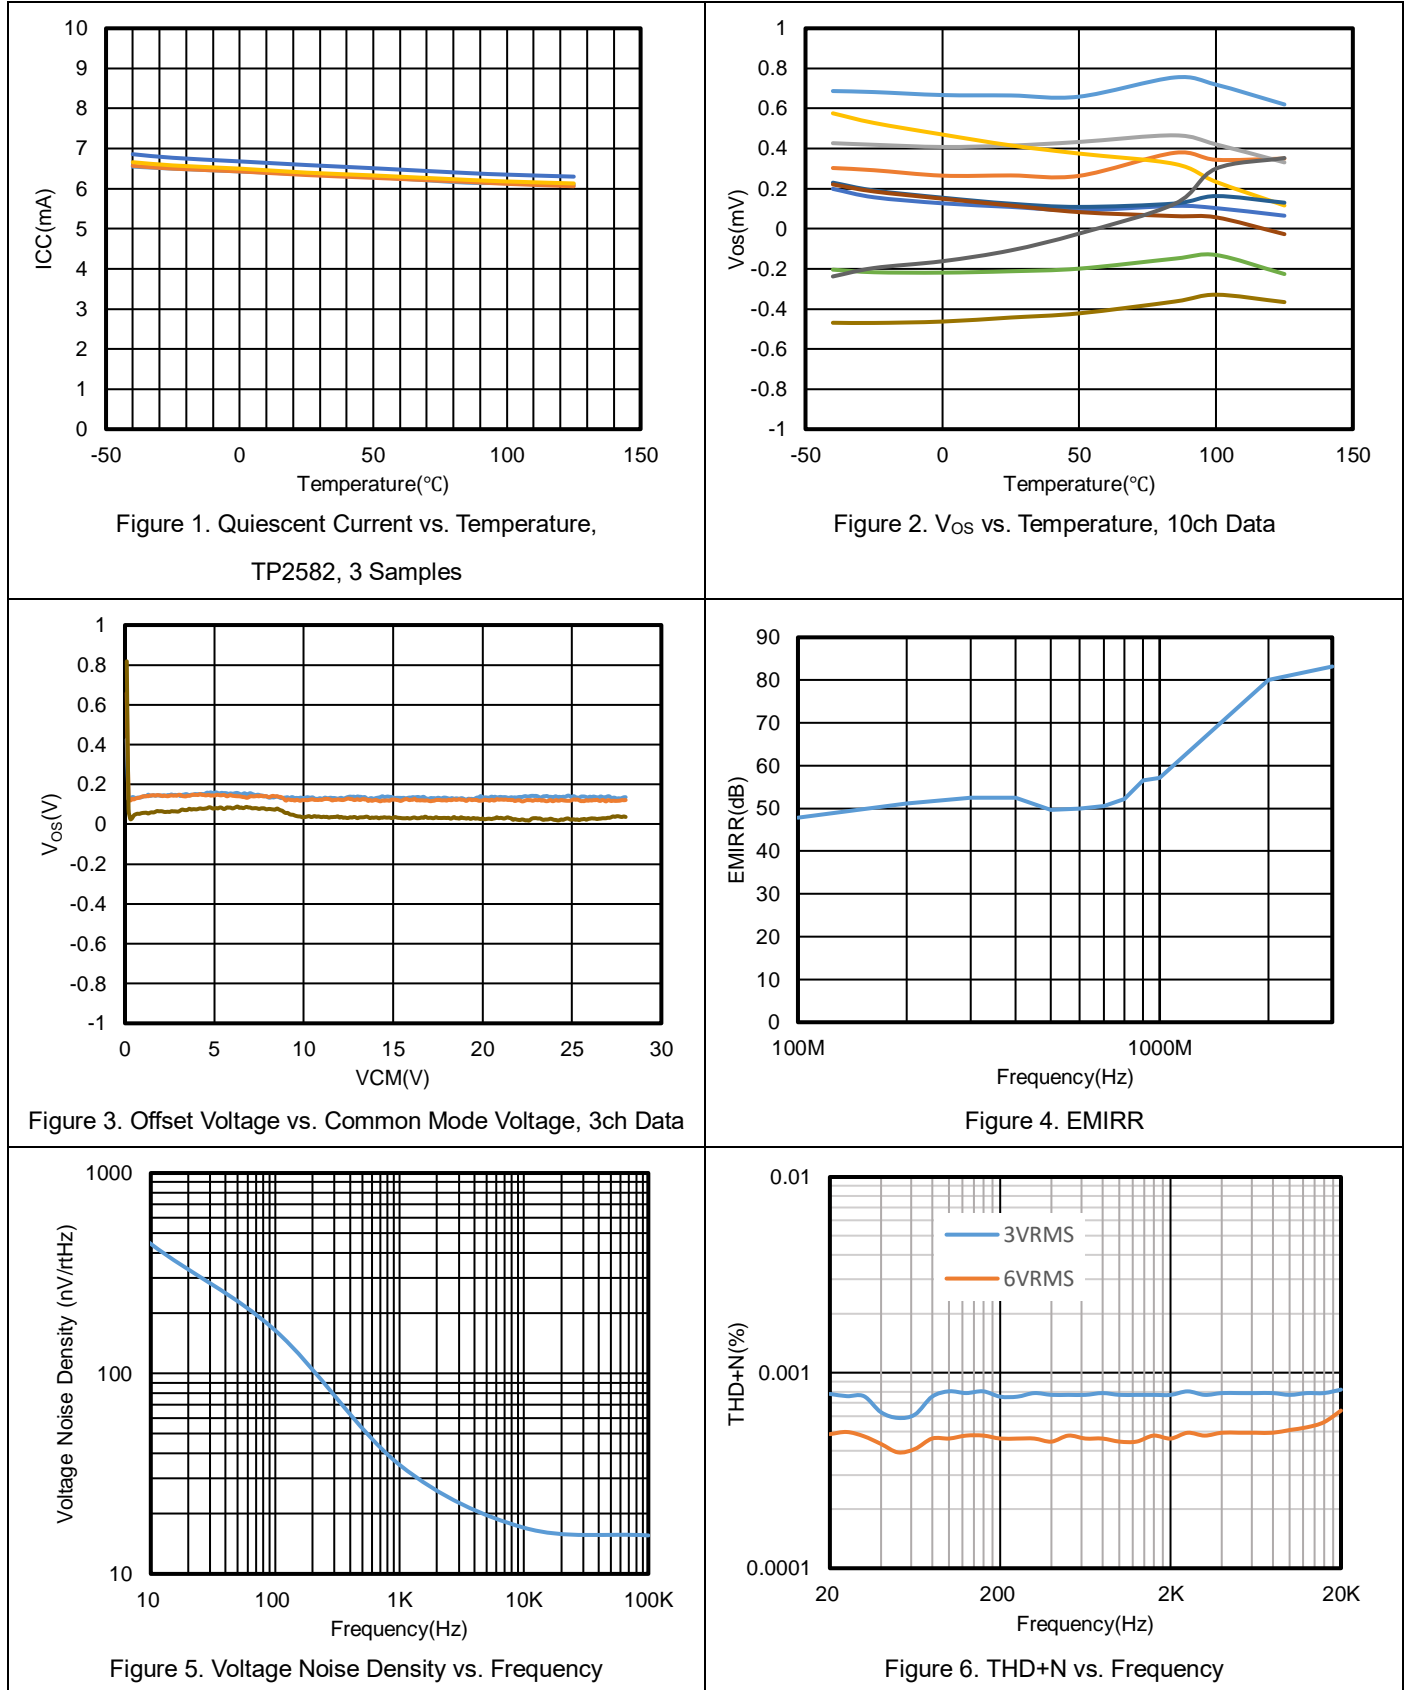 10
9
8
7
6
5
4
3
2
1
0
ICC(mA)
-50 0 50 100 150
Temperature(℃)
Figure 1. Quiescent Current vs. Temperature,
TP2582, 3 Samples
1
0.8
0.6
0.4
0.2
0
-0.2
-0.4
-0.6
-0.8
-1
Vos(mV)
-50 0 50 100 150
Temperature(℃)
Figure 2. VOS vs. Temperature, 10ch Data
1
0.8
0.6
0.4
0.2
0
-0.2
-0.4
-0.6
-0.8
-1
VOS(V)
0 5 10 15 20 25 30
VCM(V)
Figure 3. Offset Voltage vs. Common Mode Voltage, 3ch Data
90
80
70
60
50
40
30
20
10
0
EMIRR(dB)
100M 1000M
Frequency(Hz)
Figure 4. EMIRR
1000
100
10
Voltage Noise Density (nV/rtHz)
10 100 1K 10K 100K
Frequency(Hz)
Figure 5. Voltage Noise Density vs. Frequency
0.01
0.001
0.0001
THD+N(%)
3VRMS
6VRMS
20 200 2K 20K
Frequency(Hz)
Figure 6. THD+N vs. Frequency